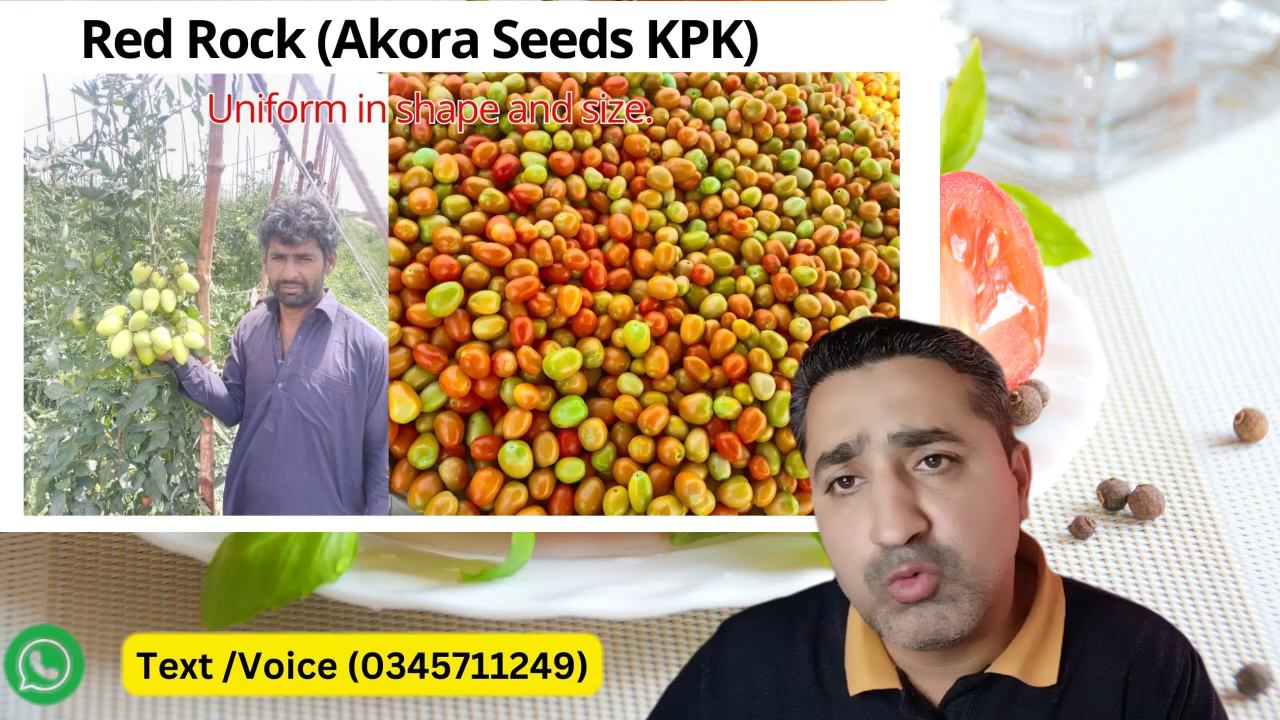 Red Rock (Akora Seeds KPK)
Uniform in shape and size.
Text /Voice (0345711249)